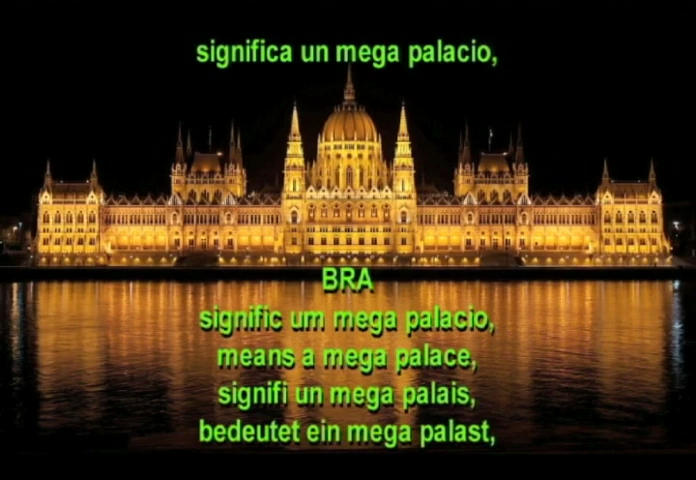 significa un mega palacio,
BRA
signific um mega palacio,
means a mega palace,
signifi un mega palais,
bedeutet ein mega palast,